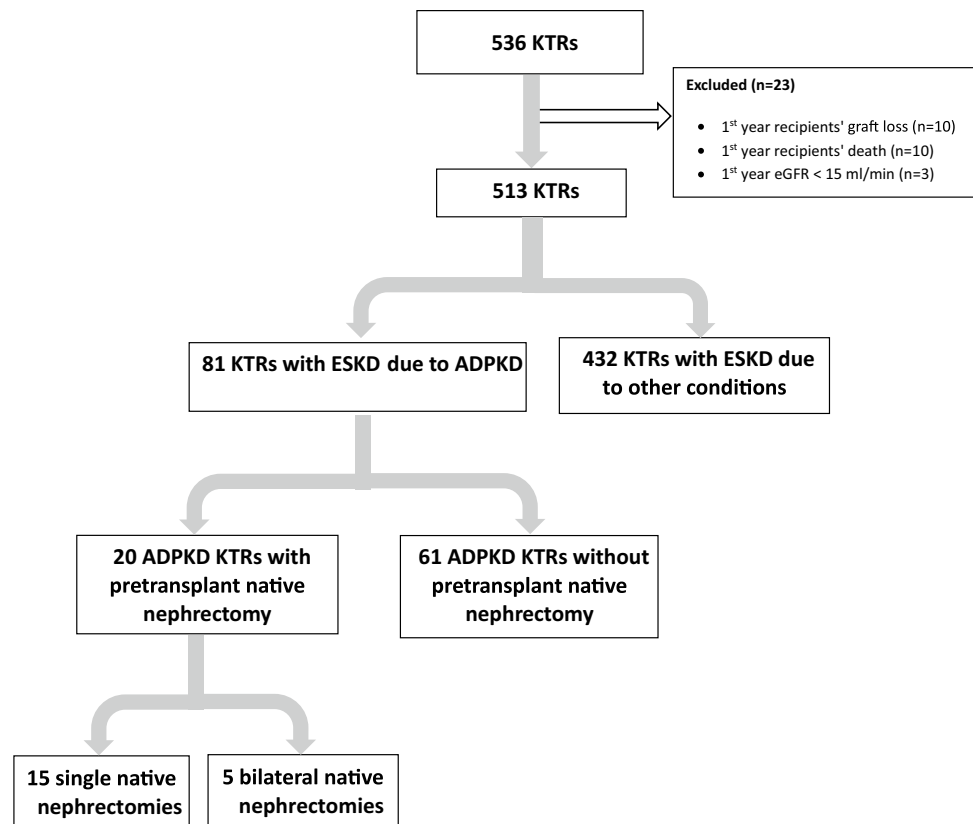 536 KTRs
Excluded (n=23)
• 1st year recipients' graft loss (n=10)
• 1st year recipients' death (n=10)
• 1st year eGFR < 15 ml/min (n=3)
513 KTRs
81 KTRs with ESKD due to ADPKD
432 KTRs with ESKD due
to other conditions
20 ADPKD KTRs with
pretransplant native
nephrectomy
61 ADPKD KTRs without
pretransplant native
nephrectomy
15 single native
nephrectomies
5 bilateral native
nephrectomies